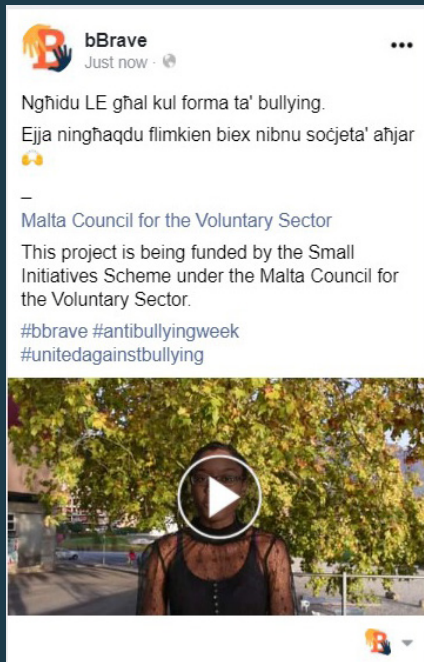 bBrave
Just now
Ngħidu LE għal kul forma ta' bullying.
Ejja ningħaqdu flimkien biex nibnu soċjeta' aħjar
–
Malta Council for the Voluntary Sector
This project is being funded by the Small
Initiatives Scheme under the Malta Council for
the Voluntary Sector.
#bbrave #antibullyingweek
#unitedagainstbullying